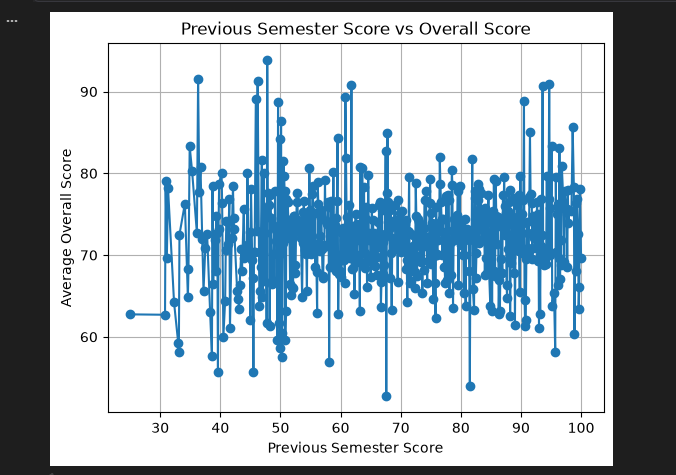 ...
Previous Semester Score vs Overall Score
90
80
70
60
Average Overall Score
30 40 50 60 70 80 90 100
Previous Semester Score